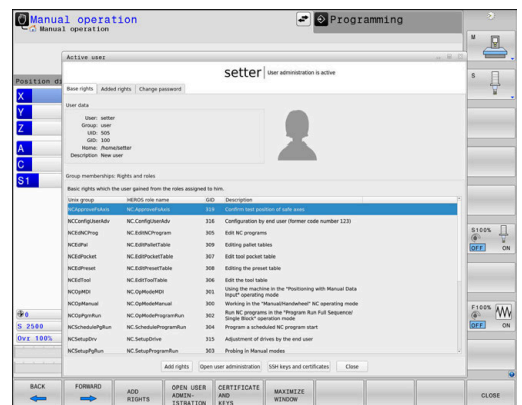 Manual operation
Manual operation
Programming
Active user
setter User administration is active
Base rights Added rights Change password
User data
User: setter
Group: user
UID: 505
GID: 100
Home: /home/setter
Description New user
Group memberships: Rights and roles
Basic rights which the user gained from the roles assigned to him.
Unix group HEROS role name GID Description
NCApproveFsAxis NC.ApproveFsAxis 319 Confirm test position of safe axes
NCConfigUserAdv NC.ConfigUserAdv 316 Configuration by end user (former code number 123)
NCEditNCProg NC.EditNCProgram 305 Edit NC programs
NCEdPal NC.EditPalletTable 309 Editing pallet tables
NCEdPocket NC.EditPocketTable 307 Edit tool pocket table
NCEdPreset NC.EditPresetTable 308 Editing the preset table
NCEdTool NC.EditToolTable 306 Edit the tool table
NCOpMDI NC.OpModeMDI 301 Using the machine in the "Positioning with Manual Data
Input" operating mode
NCOpManual NC.OpModeManual 300 Working in the "Manual/Handwheel" NC operating mode
NCOpPgmRun NC.OpModeProgramRun 302 Run NC programs in the "Program Run Full Sequence/
Single Block" operation mode
NCSchedulePgRun NC.ScheduleProgramRun 304 Program a scheduled NC program start
NCSetupDrv NC.SetupDrive 315 Adjustment of drives by the end user
NCSetupPgRun NC.SetupProgramRun 303 Probing in Manual modes
Add rights Open user administration SSH keys and certificates Close
Position di
X
Y
Z
A
C
S1
0
S 2500
Ovr 100%
M
S
S100%
OFF ON
F100%
OFF ON
BACK FORWARD ADD RIGHTS OPEN USER ADMIN- ISTRATION CERTIFICATE AND KEYS MAXIMIZE WINDOW CLOSE